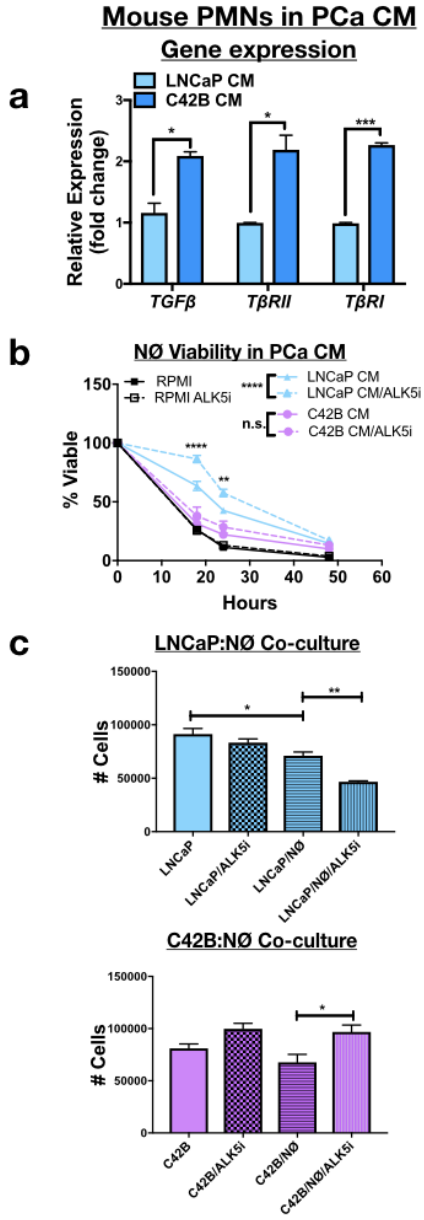 Mouse PMNs in PCa CM
Gene expression
a
LNCaP CM
C42B CM
Relative Expression
(fold change)
3
2
1
0
*
*
***
TGFβ
TβRII
TβRI
b
NØ Viability in PCa CM
RPMI
RPMI ALK5i
****
LNCaP CM
LNCaP CM/ALK5i
n.s.
C42B CM
C42B CM/ALK5i
% Viable
150
100
50
0
****
**
0 10 20 30 40 50 60
Hours
c
LNCaP:NØ Co-culture
# Cells
150000
100000
50000
0
*
**
LNCaP
LNCaP/ALK5i
LNCaP/NØ
LNCaP/NØ/ALK5i
C42B:NØ Co-culture
# Cells
150000
100000
50000
0
*
C42B
C42B/ALK5i
C42B/NØ
C42B/NØ/ALK5i